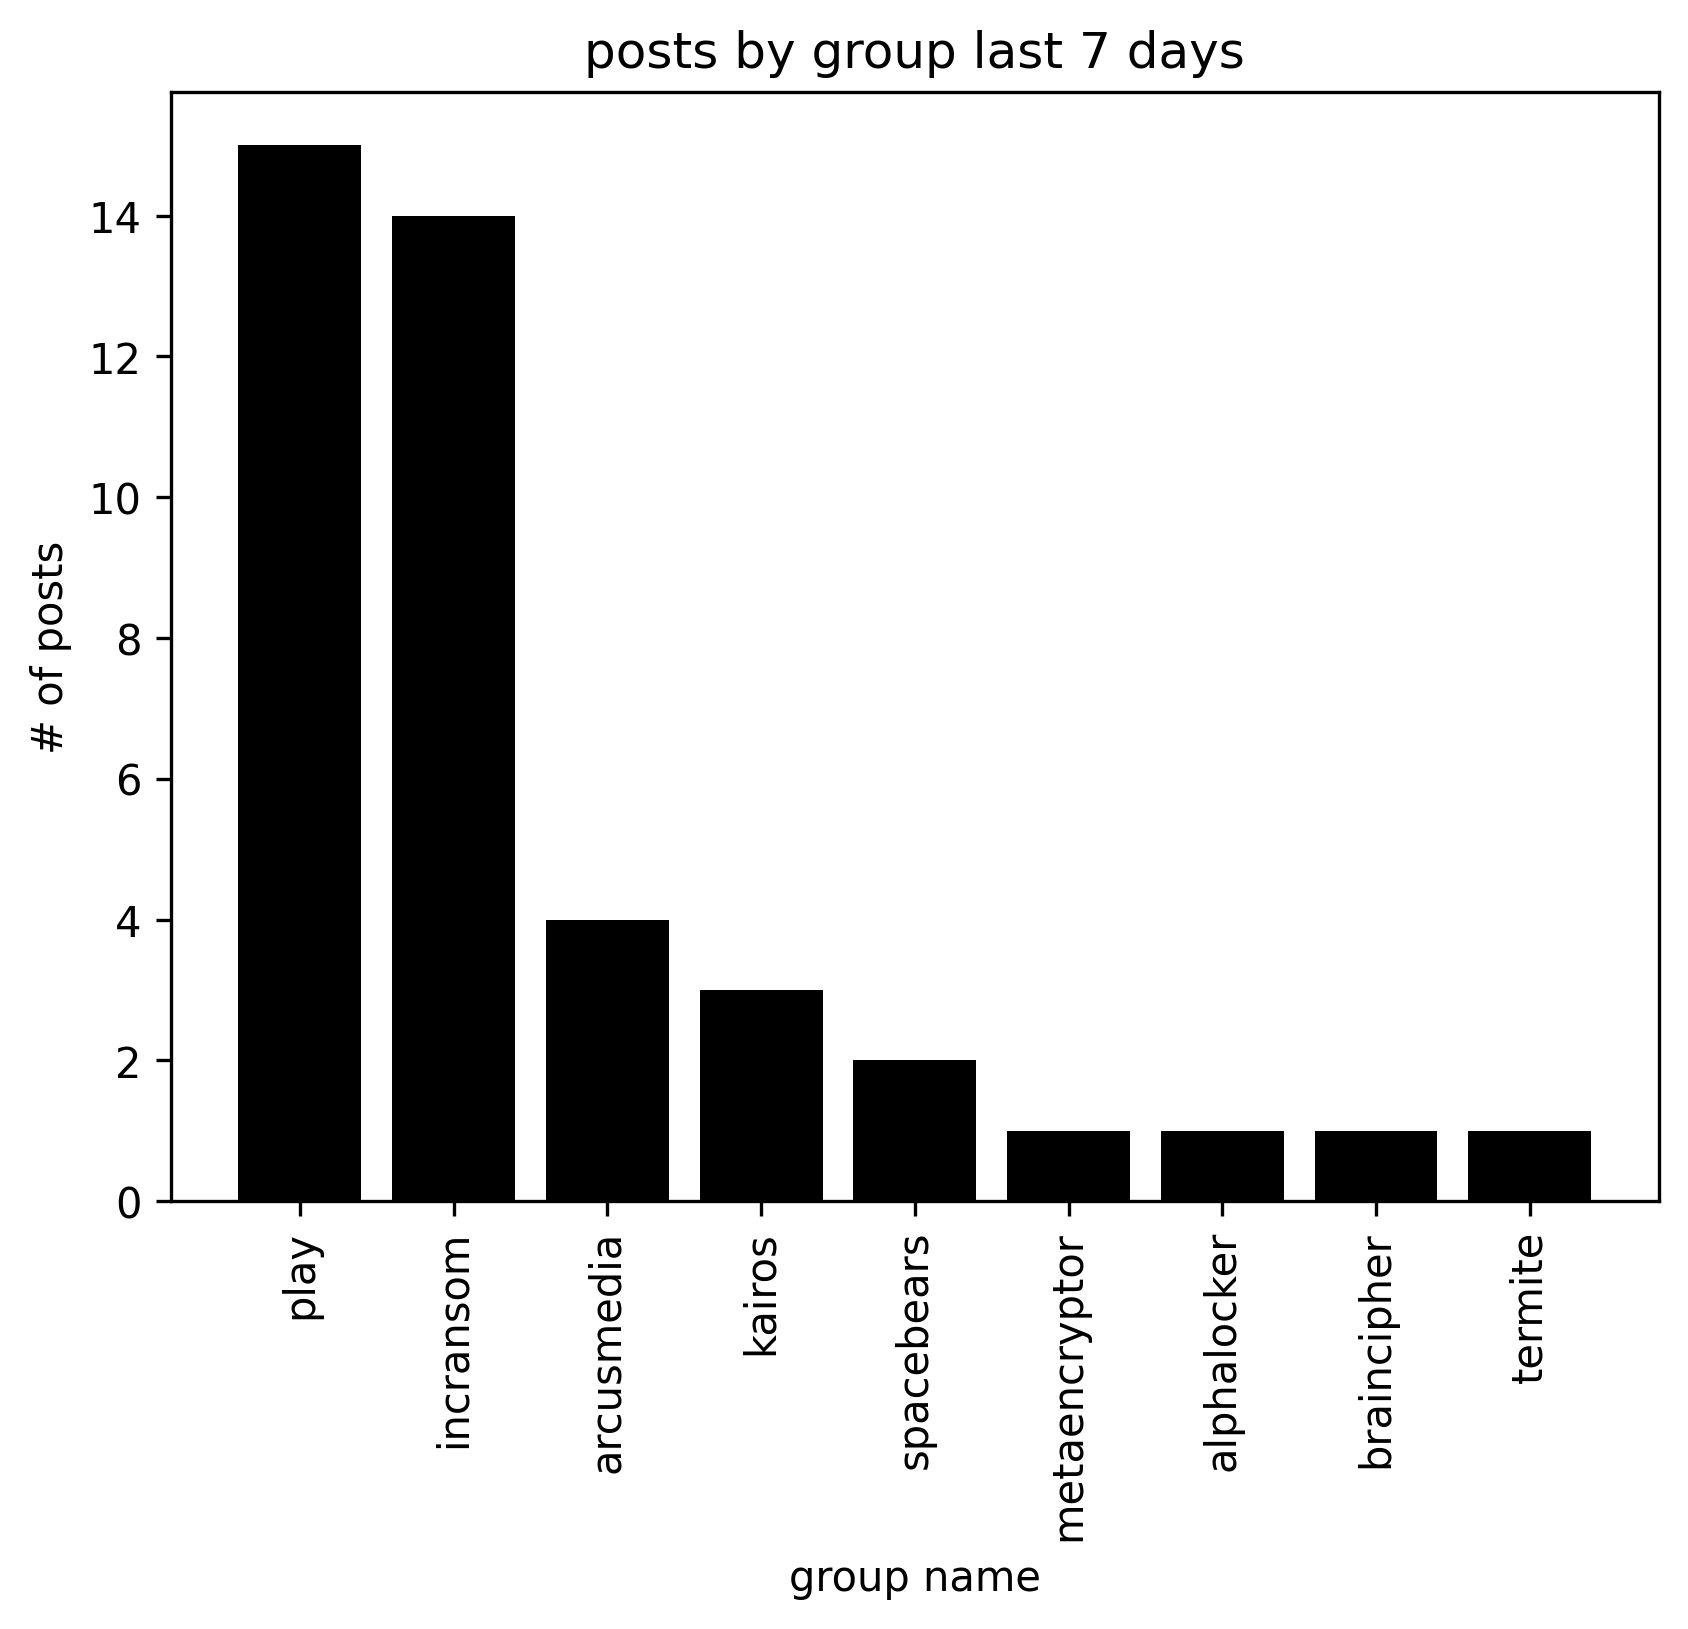 posts by group last 7 days
# of posts
14
12
10
8
6
4
2
0
play
incransom
arcusmedia
kairos
spacebears
metaencryptor
alphalocker
braincipher
termite
group name